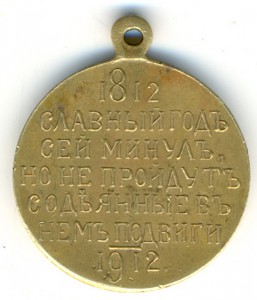 1812
СЛАВНЫЙ ГОДЪ
СЕЙ МИНУЛЪ,
НО НЕ ПРОЙДУТЪ
СОДѢЯННЫЕ ВЪ
НЕМЪ ПОДВИГИ
1912.